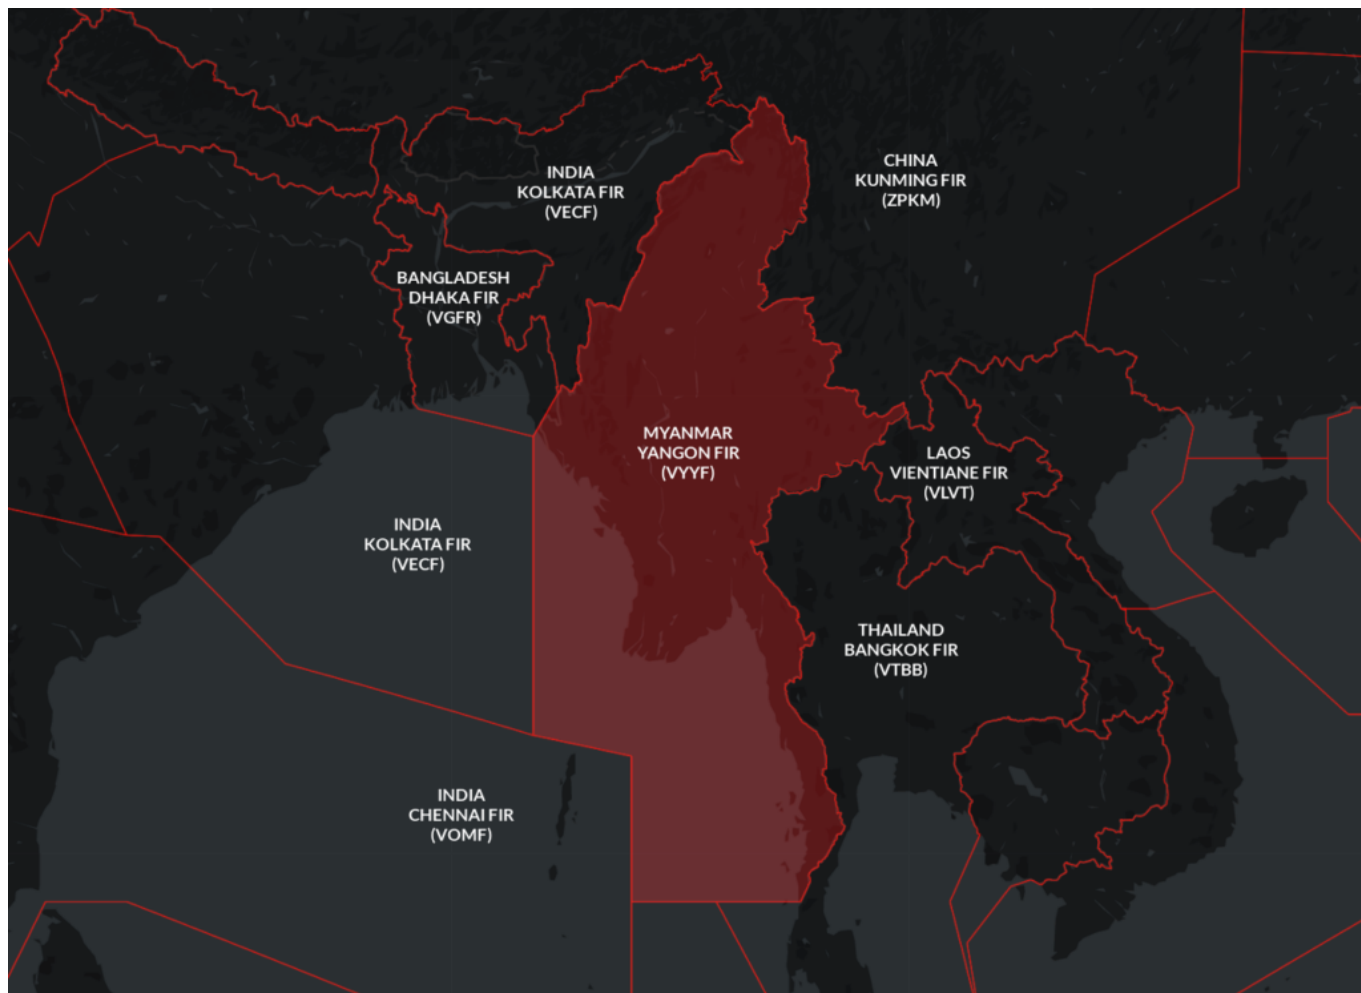 INDIA
KOLKATA FIR
(VECF)
CHINA
KUNMING FIR
(ZPKM)
BANGLADESH
DHAKA FIR
(VGFR)
MYANMAR
YANGON FIR
(VYYF)
LAOS
VIENTIANE FIR
(VLVT)
INDIA
KOLKATA FIR
(VECF)
THAILAND
BANGKOK FIR
(VTBB)
INDIA
CHENNAI FIR
(VOMF)